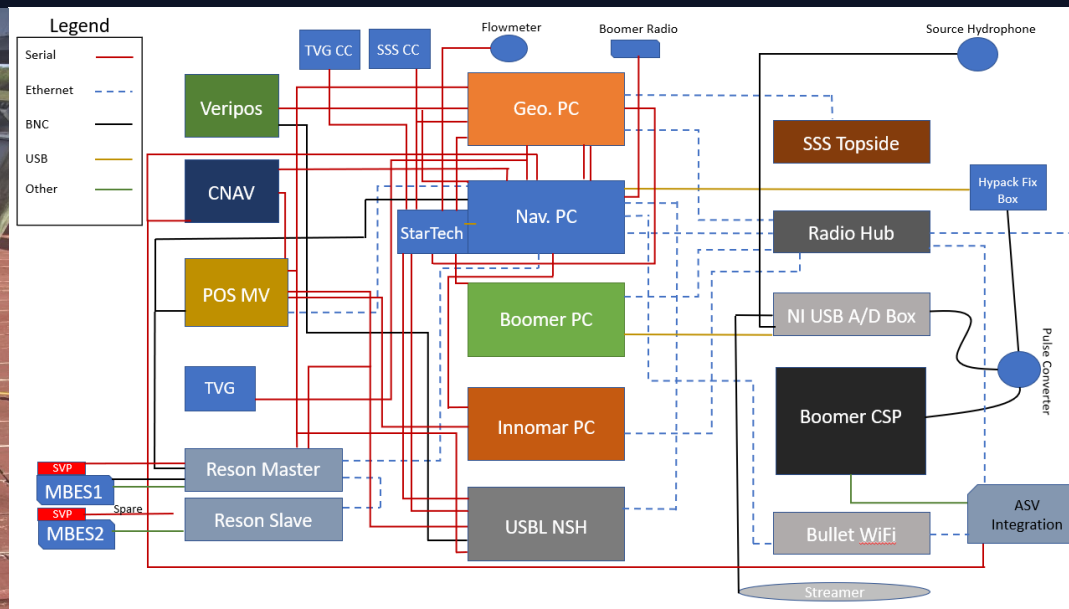 Legend
Serial
Ethernet
BNC
USB
Other
TVG CC
SSS CC
Flowmeter
Boomer Radio
Source Hydrophone
Veripos
Geo. PC
SSS Topside
CNAV
Nav. PC
StarTech
Hypack Fix
Box
Radio Hub
POS MV
Boomer PC
NI USB A/D Box
Pulse Converter
TVG
Innomar PC
Boomer CSP
SVP
MBES1
Reson Master
Spare
SVP
MBES2
Reson Slave
USBL NSH
ASV
Integration
Bullet WiFi
Streamer